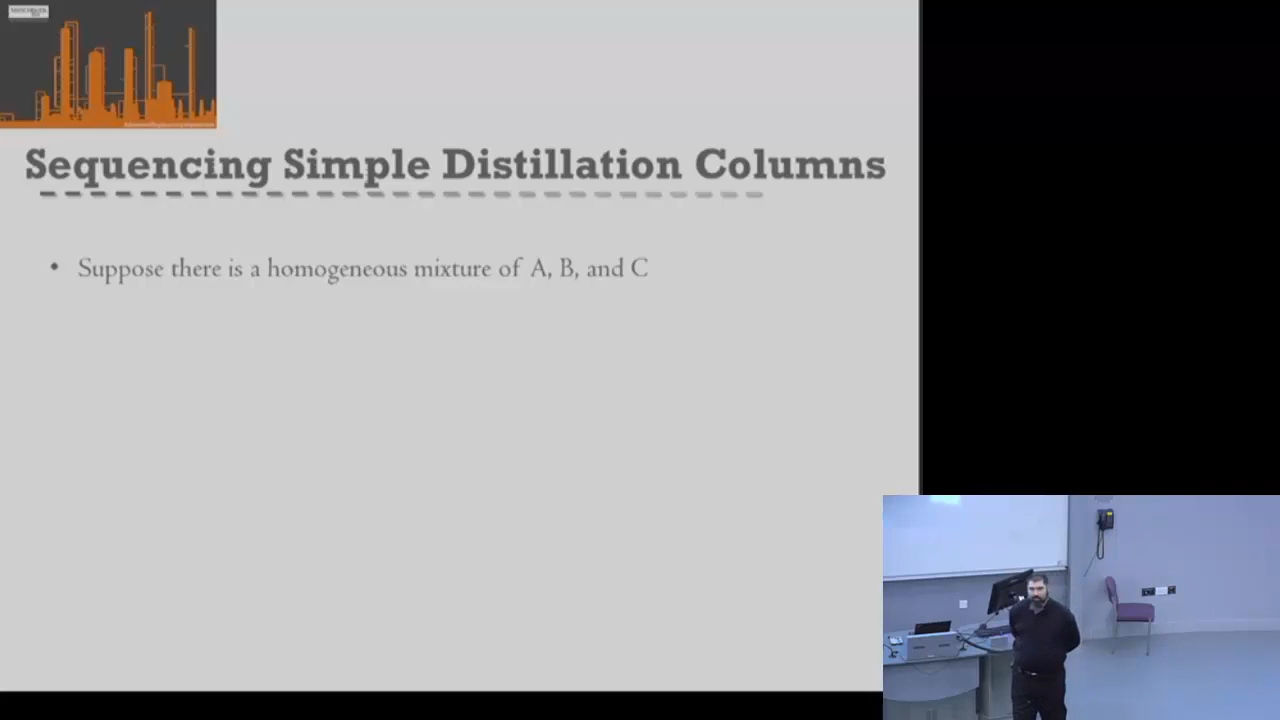 Sequencing Simple Distillation Columns
• Suppose there is a homogeneous mixture of A, B, and C